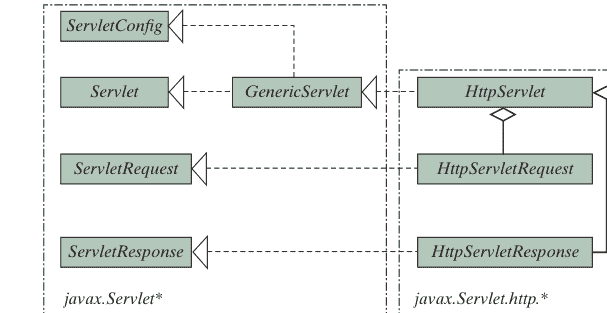 ServletConfig
Servlet
GenericServlet
HttpServlet
ServletRequest
HttpServletRequest
ServletResponse
HttpServletResponse
javax.Servlet*
javax.Servlet.http.*